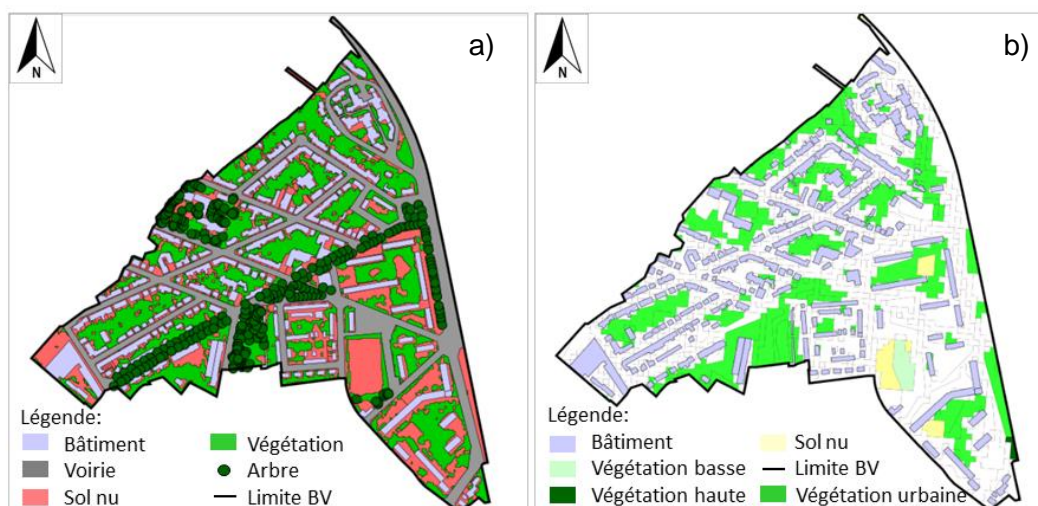 a)
N
Légende:
Bâtiment
Végétation
Voirie
Arbre
Sol nu
Limite BV
b)
N
Légende:
Bâtiment
Sol nu
Végétation basse
Limite BV
Végétation haute
Végétation urbaine